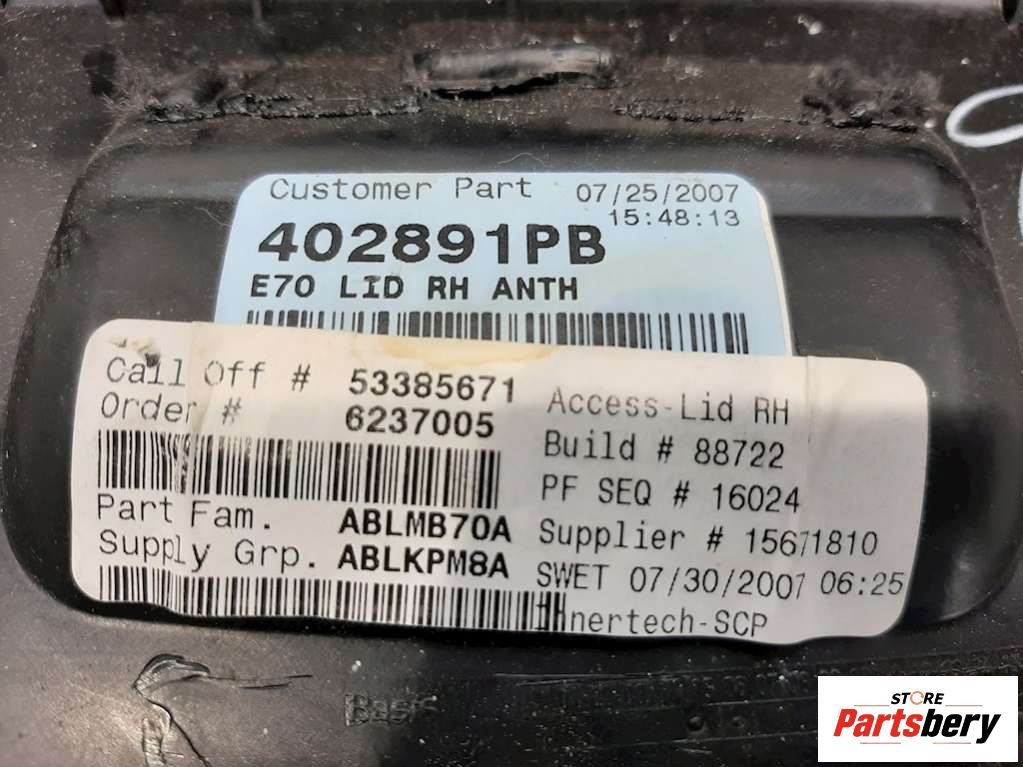 Customer Part 07/25/2007
15:48:13
402891PB
E70 LID RH ANTH
Call Off # 53385671
Order # 6237005
Part Fam. ABLMB70A
Supply Grp. ABLKPM8A
Access-Lid RH
Build # 88722
PF SEQ # 16024
Supplier # 15671810
SWET 07/30/2007 06:25
Innertech-SCP
Basis
STORE
Partsbery